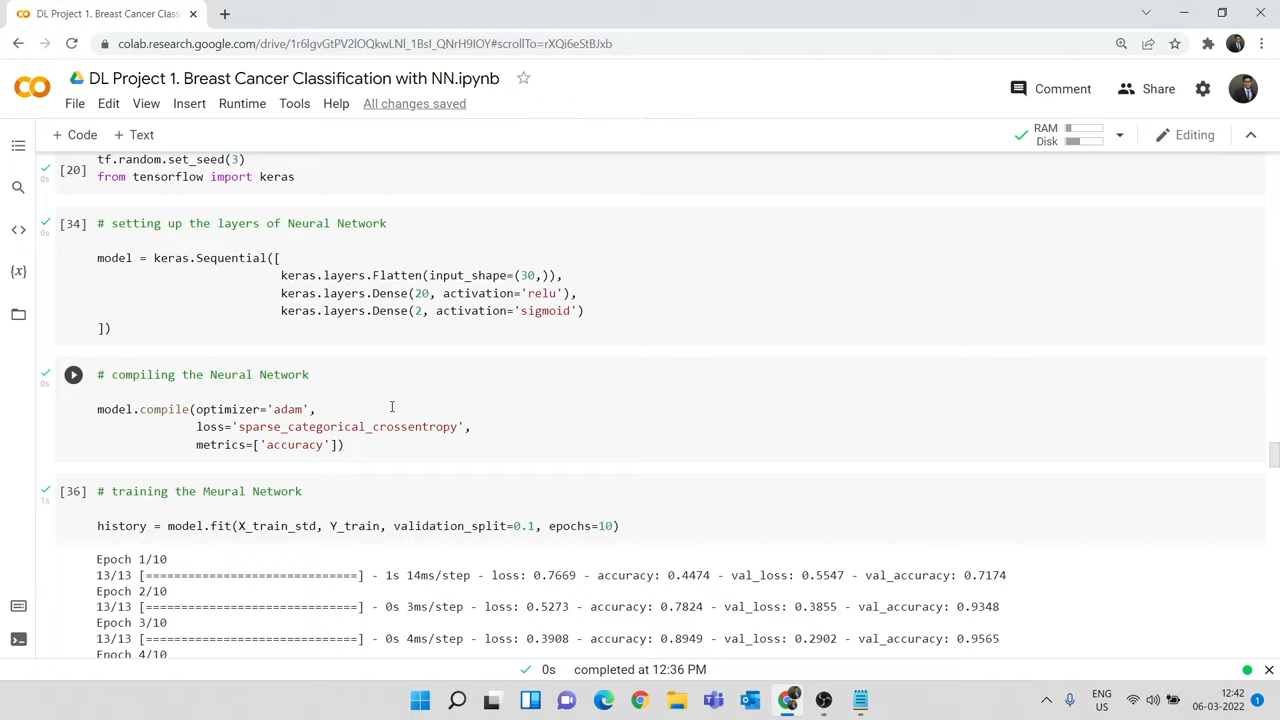 DL Project 1. Breast Cancer Class
colab.research.google.com/drive/1r6lgvGtPV2lOQkwLNl_1BsI_QNrH9IOY#scrollTo=rXQi6eStBJxb
DL Project 1. Breast Cancer Classification with NN.ipynb
Comment
Share
File Edit View Insert Runtime Tools Help All changes saved
+ Code + Text
RAM
Disk
Editing
tf.random.set_seed(3)
[20]
0s
from tensorflow import keras
[34] # setting up the layers of Neural Network
0s
model = keras.Sequential([
keras.layers.Flatten(input_shape=(30,)),
keras.layers.Dense(20, activation='relu'),
keras.layers.Dense(2, activation='sigmoid')
])
# compiling the Neural Network
0s
model.compile(optimizer='adam',
loss='sparse_categorical_crossentropy',
metrics=['accuracy'])
[36] # training the Meural Network
1s
history = model.fit(X_train_std, Y_train, validation_split=0.1, epochs=10)
Epoch 1/10
13/13 [==============================] - 1s 14ms/step - loss: 0.7669 - accuracy: 0.4474 - val_loss: 0.5547 - val_accuracy: 0.7174
Epoch 2/10
13/13 [==============================] - 0s 3ms/step - loss: 0.5273 - accuracy: 0.7824 - val_loss: 0.3855 - val_accuracy: 0.9348
Epoch 3/10
13/13 [==============================] - 0s 4ms/step - loss: 0.3908 - accuracy: 0.8949 - val_loss: 0.2902 - val_accuracy: 0.9565
Epoch 4/10
0s completed at 12:36 PM
ENG
US
12:42
06-03-2022
1